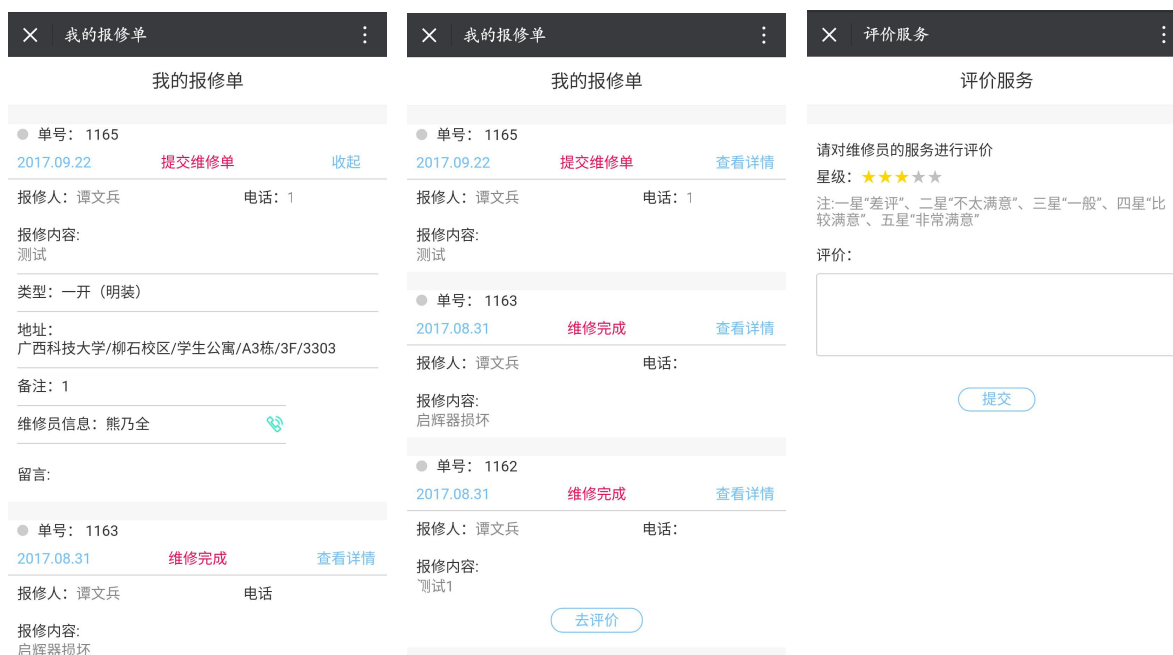 我的报修单
我的报修单
单号： 1165
2017.09.22 提交维修单 收起
报修人：谭文兵 电话：1
报修内容:
测试
类型：一开（明装）
地址：
广西科技大学/柳石校区/学生公寓/A3栋/3F/3303
备注：1
维修员信息：熊乃全
留言:
单号： 1163
2017.08.31 维修完成 查看详情
报修人：谭文兵 电话
报修内容:
启辉器损坏
我的报修单
我的报修单
单号： 1165
2017.09.22 提交维修单 查看详情
报修人：谭文兵 电话：1
报修内容:
测试
单号： 1163
2017.08.31 维修完成 查看详情
报修人：谭文兵 电话：
报修内容:
启辉器损坏
单号： 1162
2017.08.31 维修完成 查看详情
报修人：谭文兵 电话：
报修内容:
测试1
去评价
评价服务
评价服务
请对维修员的服务进行评价
星级：
注:一星“差评”、二星“不太满意”、三星“一般”、四星“比
较满意”、五星“非常满意”
评价：
提交